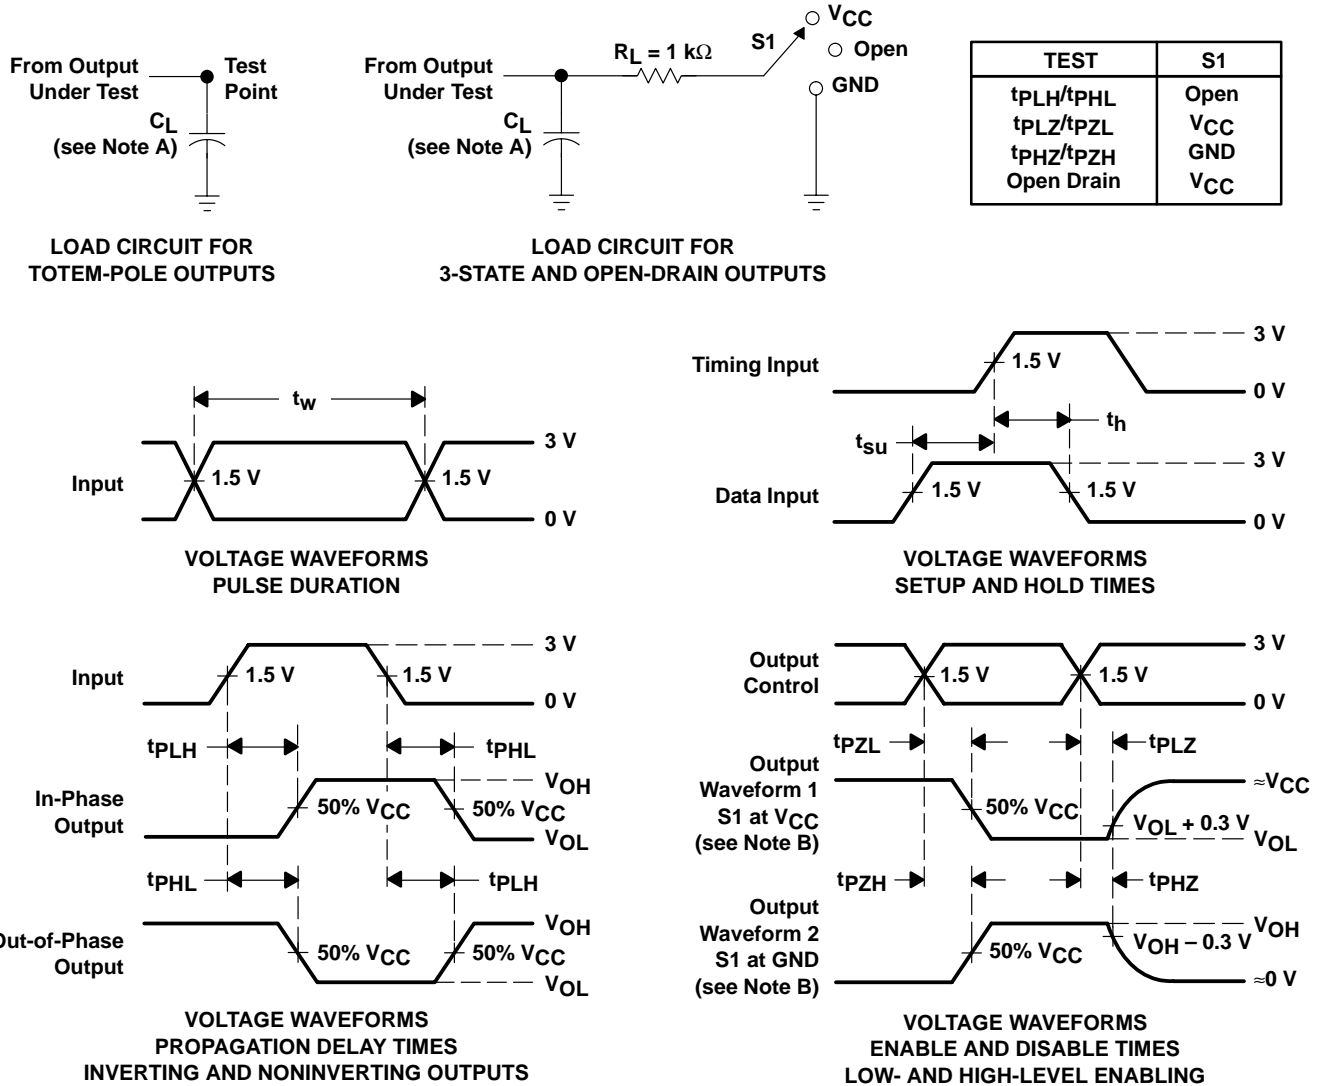 From Output
Under Test
Test
Point
CL
(see Note A)
LOAD CIRCUIT FOR
TOTEM-POLE OUTPUTS
From Output
Under Test
RL = 1 kΩ
S1
VCC
Open
GND
CL
(see Note A)
LOAD CIRCUIT FOR
3-STATE AND OPEN-DRAIN OUTPUTS
TEST S1
tPLH/tPHL Open
tPLZ/tPZL VCC
tPHZ/tPZH GND
Open Drain VCC
tw
Input
1.5 V
1.5 V
3 V
0 V
VOLTAGE WAVEFORMS
PULSE DURATION
Timing Input
1.5 V
3 V
0 V
th
tsu
Data Input
1.5 V
1.5 V
3 V
0 V
VOLTAGE WAVEFORMS
SETUP AND HOLD TIMES
Input
1.5 V
1.5 V
3 V
0 V
tPLH
tPHL
In-Phase
Output
50% VCC
50% VCC
VOH
VOL
tPHL
tPLH
Out-of-Phase
Output
50% VCC
50% VCC
VOH
VOL
VOLTAGE WAVEFORMS
PROPAGATION DELAY TIMES
INVERTING AND NONINVERTING OUTPUTS
Output
Control
1.5 V
1.5 V
3 V
0 V
tPZL
tPLZ
Output
Waveform 1
S1 at VCC
(see Note B)
50% VCC
VOL + 0.3 V
≈VCC
VOL
tPZH
tPHZ
Output
Waveform 2
S1 at GND
(see Note B)
50% VCC
VOH − 0.3 V
VOH
≈0 V
VOLTAGE WAVEFORMS
ENABLE AND DISABLE TIMES
LOW- AND HIGH-LEVEL ENABLING